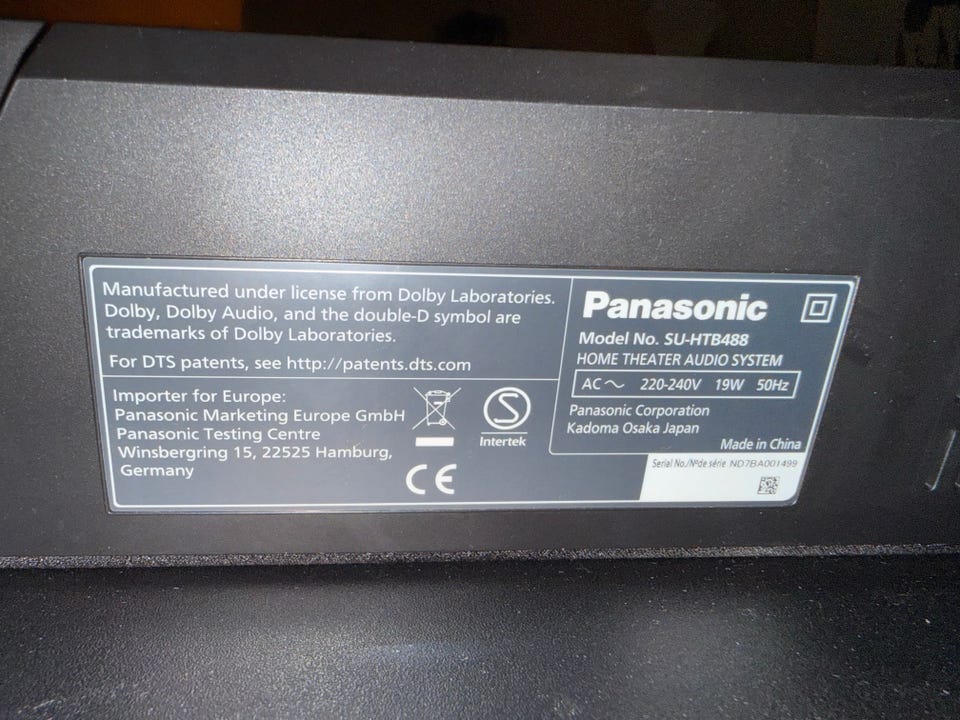 Manufactured under license from Dolby Laboratories.
Dolby, Dolby Audio, and the double-D symbol are
trademarks of Dolby Laboratories.
For DTS patents, see http://patents.dts.com
Importer for Europe:
Panasonic Marketing Europe GmbH
Panasonic Testing Centre
Winsbergring 15, 22525 Hamburg,
Germany
S
Intertek
CE
Panasonic
Model No. SU-HTB488
HOME THEATER AUDIO SYSTEM
AC ~ 220-240V 19W 50Hz
Panasonic Corporation
Kadoma Osaka Japan
Made in China
Serial No./Nºde série ND7BA001499